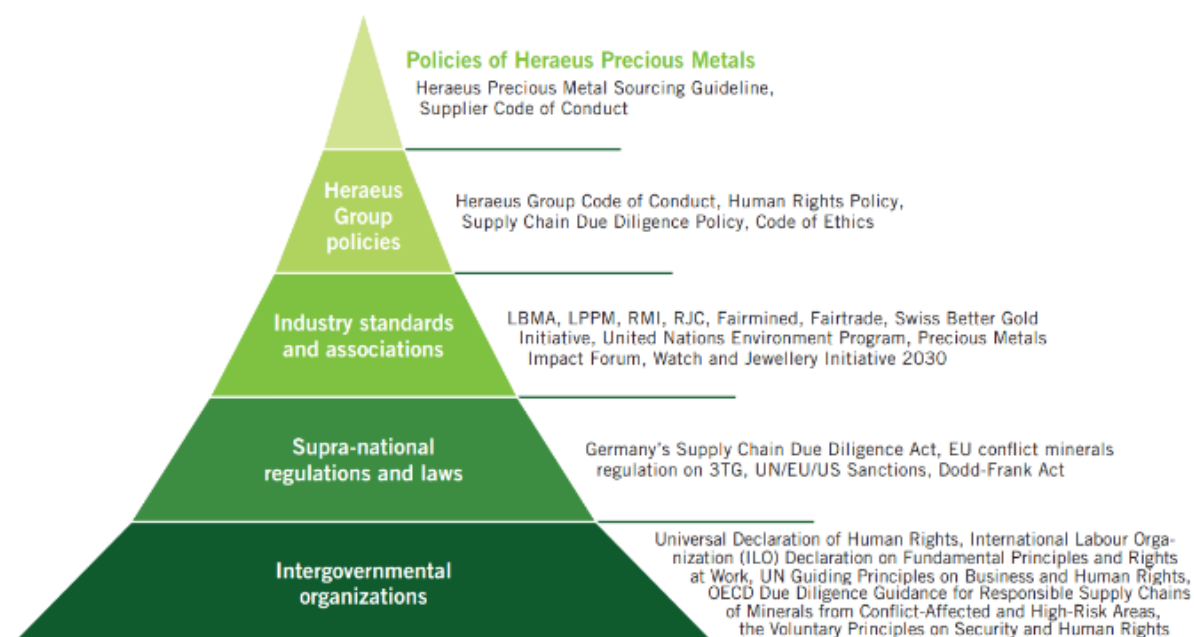 Policies of Heraeus Precious Metals
Heraeus Precious Metal Sourcing Guideline,
Supplier Code of Conduct
Heraeus
Group
policies
Heraeus Group Code of Conduct, Human Rights Policy,
Supply Chain Due Diligence Policy, Code of Ethics
Industry standards
and associations
LBMA, LPPM, RMI, RJC, Fairmined, Fairtrade, Swiss Better Gold
Initiative, United Nations Environment Program, Precious Metals
Impact Forum, Watch and Jewellery Initiative 2030
Supra-national
regulations and laws
Germany's Supply Chain Due Diligence Act, EU conflict minerals
regulation on 3TG, UN/EU/US Sanctions, Dodd-Frank Act
Intergovernmental
organizations
Universal Declaration of Human Rights, International Labour Orga-
nization (ILO) Declaration on Fundamental Principles and Rights
at Work, UN Guiding Principles on Business and Human Rights,
OECD Due Diligence Guidance for Responsible Supply Chains
of Minerals from Conflict-Affected and High-Risk Areas,
the Voluntary Principles on Security and Human Rights